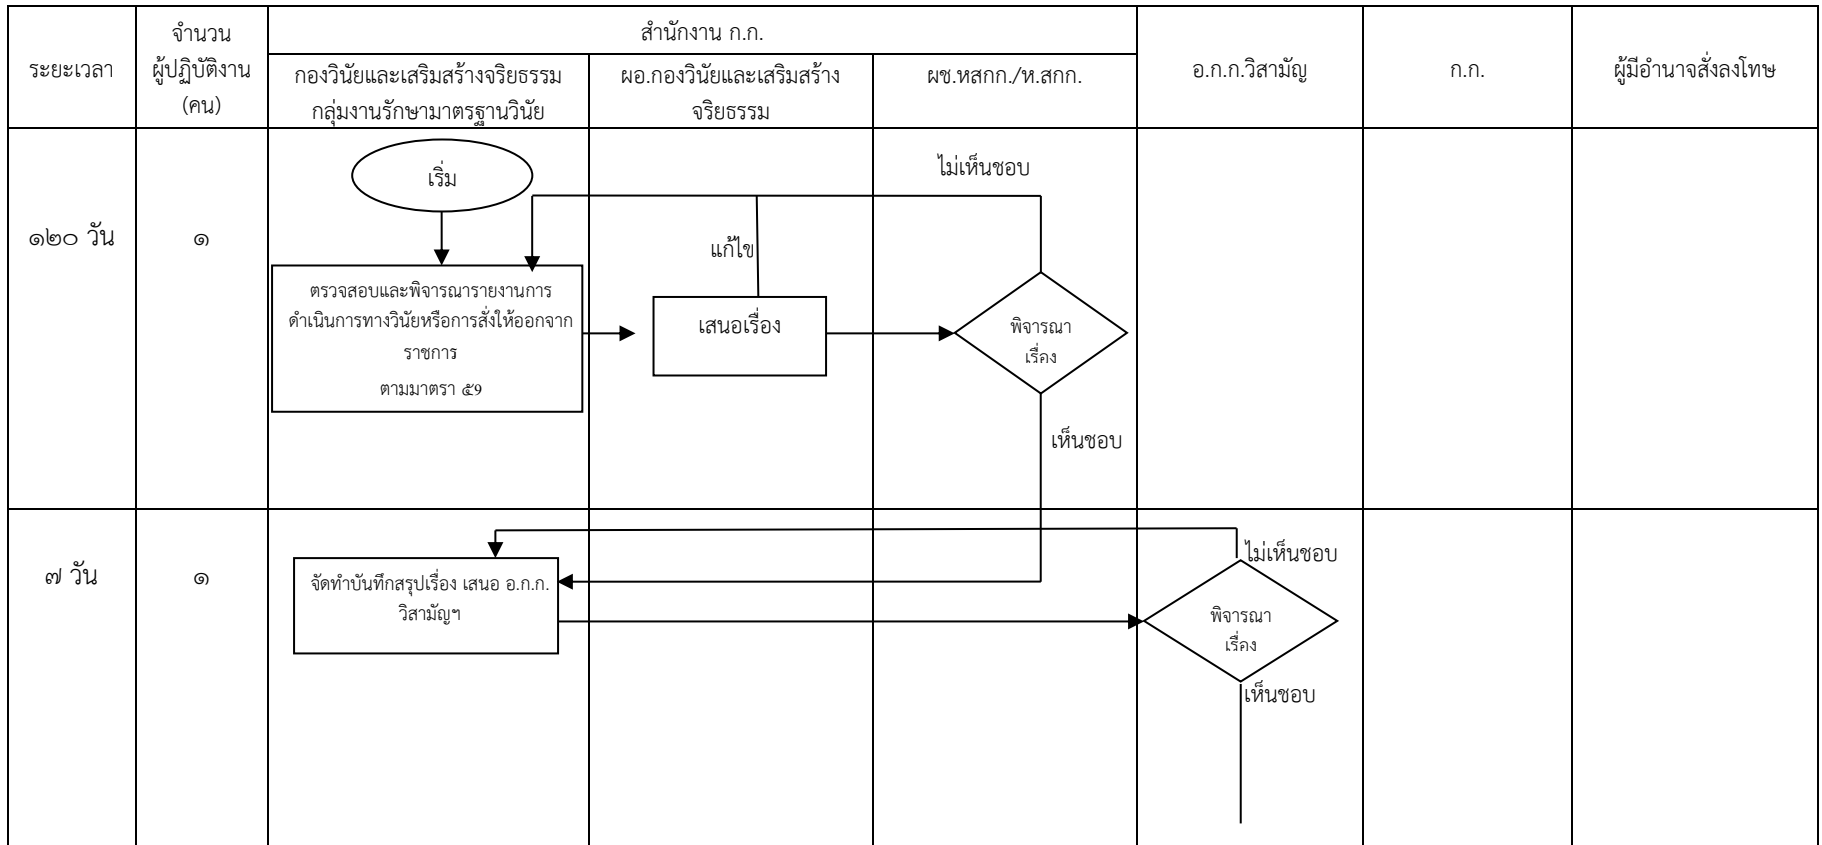 ระยะเวลา
จำนวน
ผู้ปฏิบัติงาน
(คน)
สำนักงาน ก.ก.
กองวินัยและเสริมสร้างจริยธรรม
กลุ่มงานรักษามาตรฐานวินัย
ผอ.กองวินัยและเสริมสร้าง
จริยธรรม
ผช.หสกก./ห.สกก.
อ.ก.ก.วิสามัญ
ก.ก.
ผู้มีอำนาจสั่งลงโทษ
๑๒๐ วัน
๑
เริ่ม
ไม่เห็นชอบ
แก้ไข
ตรวจสอบและพิจารณารายงานการ
ดำเนินการทางวินัยหรือการสั่งให้ออกจาก
ราชการ
ตามมาตรา ๕๙
เสนอเรื่อง
พิจารณา
เรื่อง
เห็นชอบ
๗ วัน
๑
จัดทำบันทึกสรุปเรื่อง เสนอ อ.ก.ก.
วิสามัญฯ
ไม่เห็นชอบ
พิจารณา
เรื่อง
เห็นชอบ